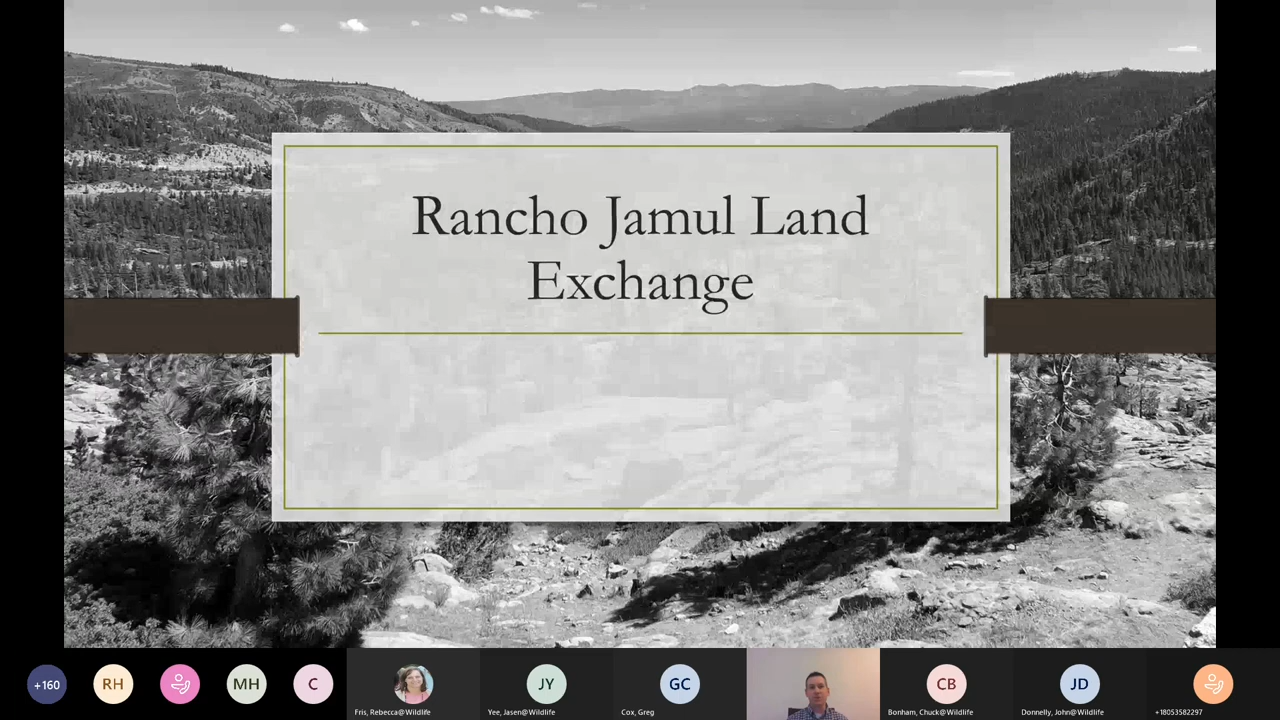 Rancho Jamul Land
Exchange
+160
RH
MH
C
JY
GC
CB
JD
Fris, Rebecca@Wildlife
Yee, Jasen@Wildlife
Cox, Greg
Bonham, Chuck@Wildlife
Donnelly, John@Wildlife
+18053582297